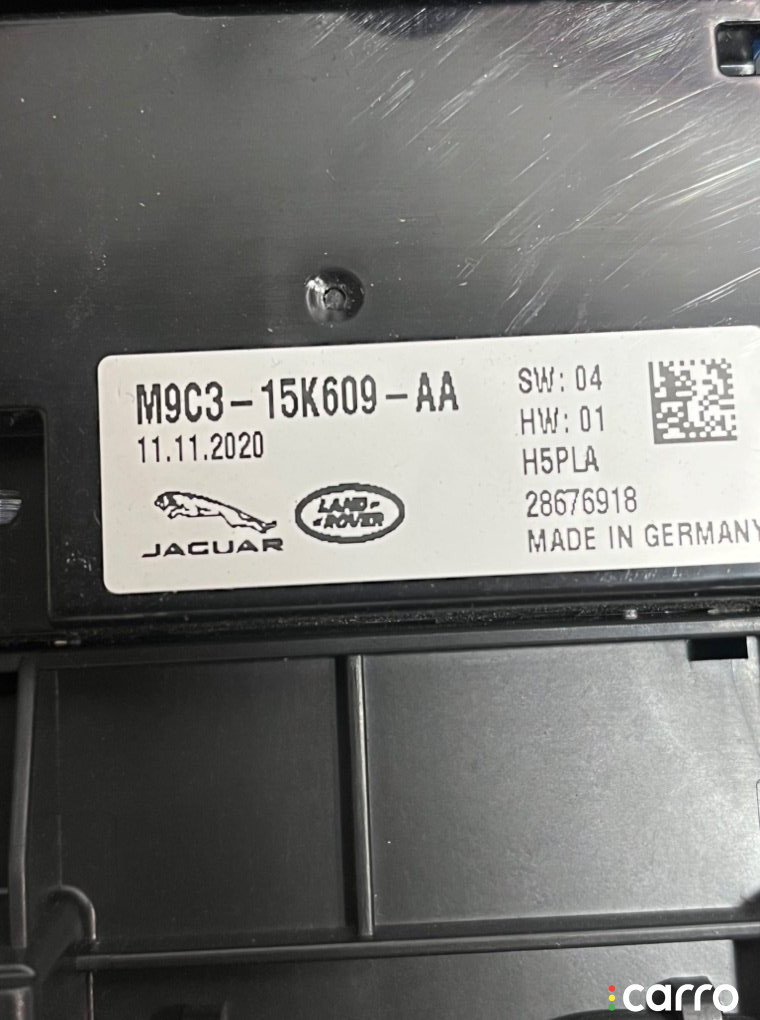 M9C3-15K609-AA
11.11.2020
JAGUAR
LAND-
ROVER
SW: 04
HW: 01
H5PLA
28676918
MADE IN GERMANY
carro